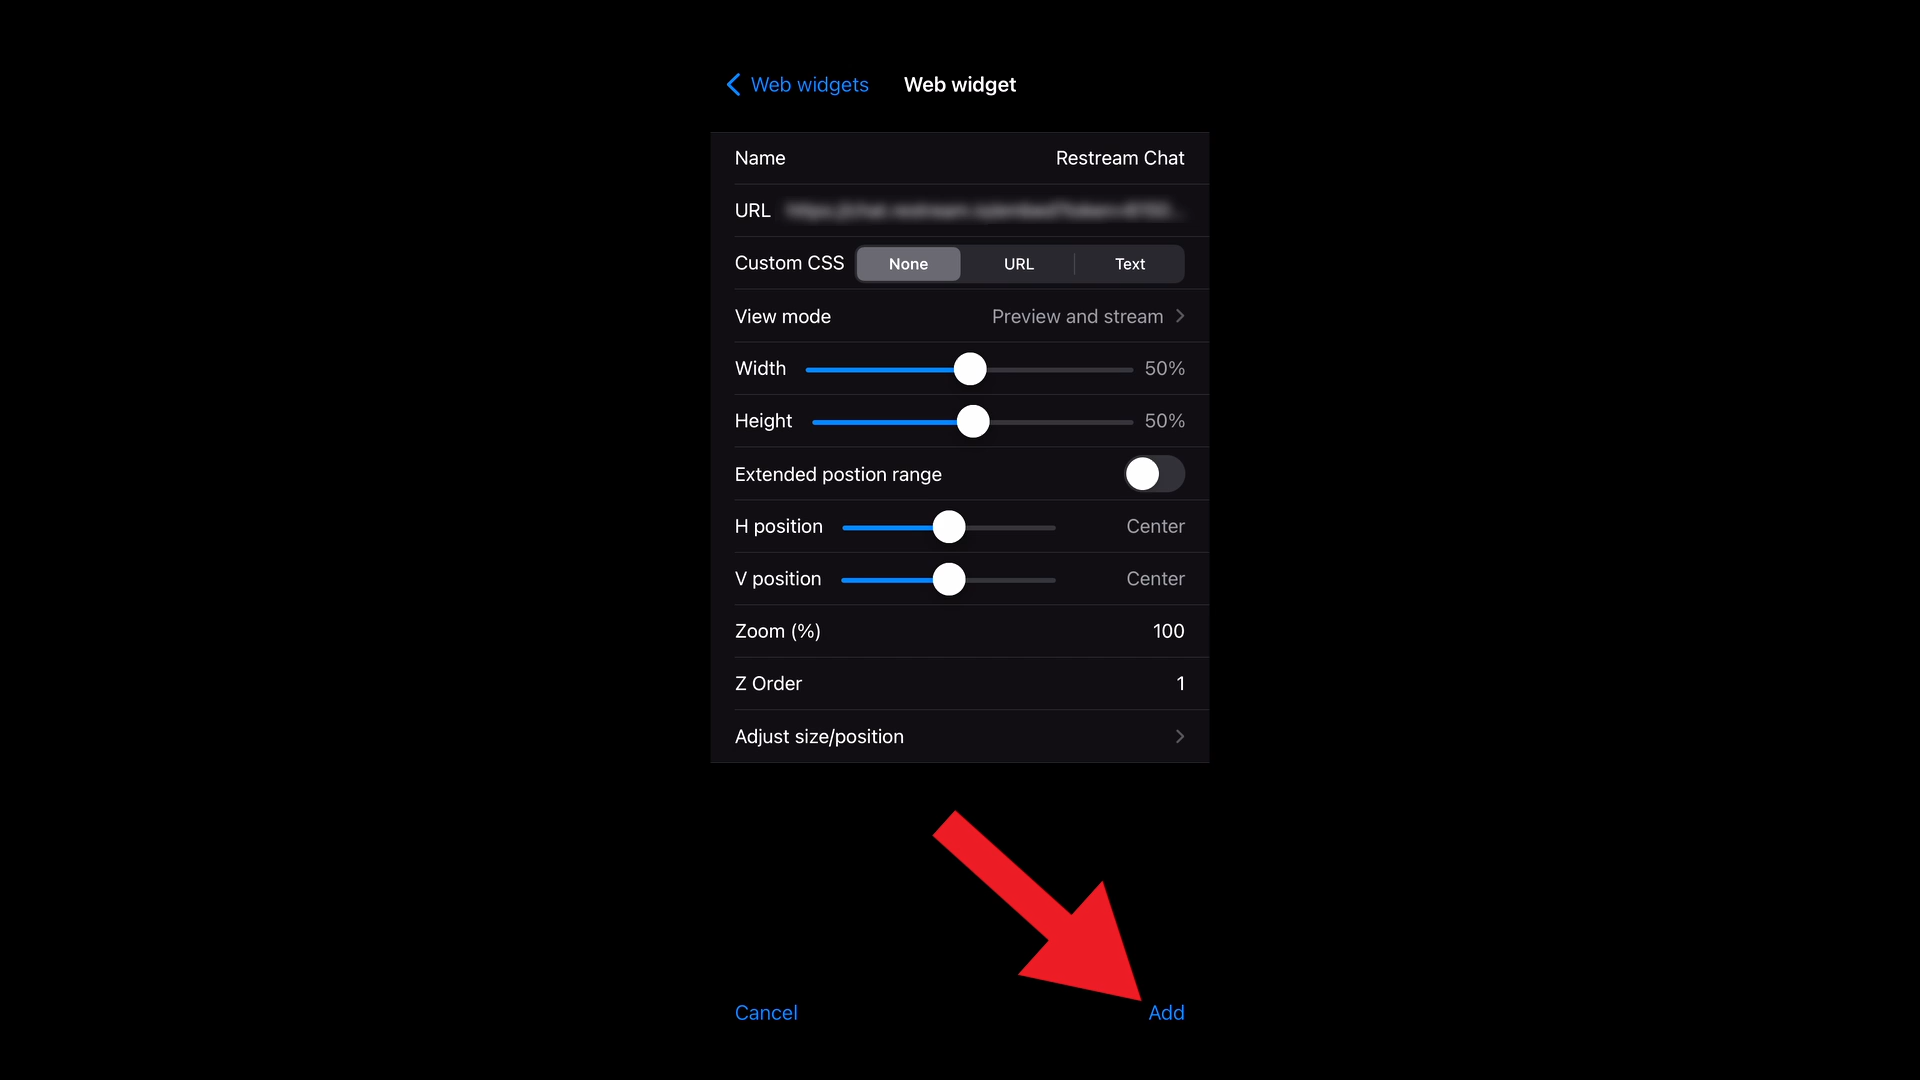 Web widgets Web widget
Name Restream Chat
URL
Custom CSS None URL Text
View mode Preview and stream
Width 50%
Height 50%
Extended postion range
H position Center
V position Center
Zoom (%) 100
Z Order 1
Adjust size/position
Cancel Add